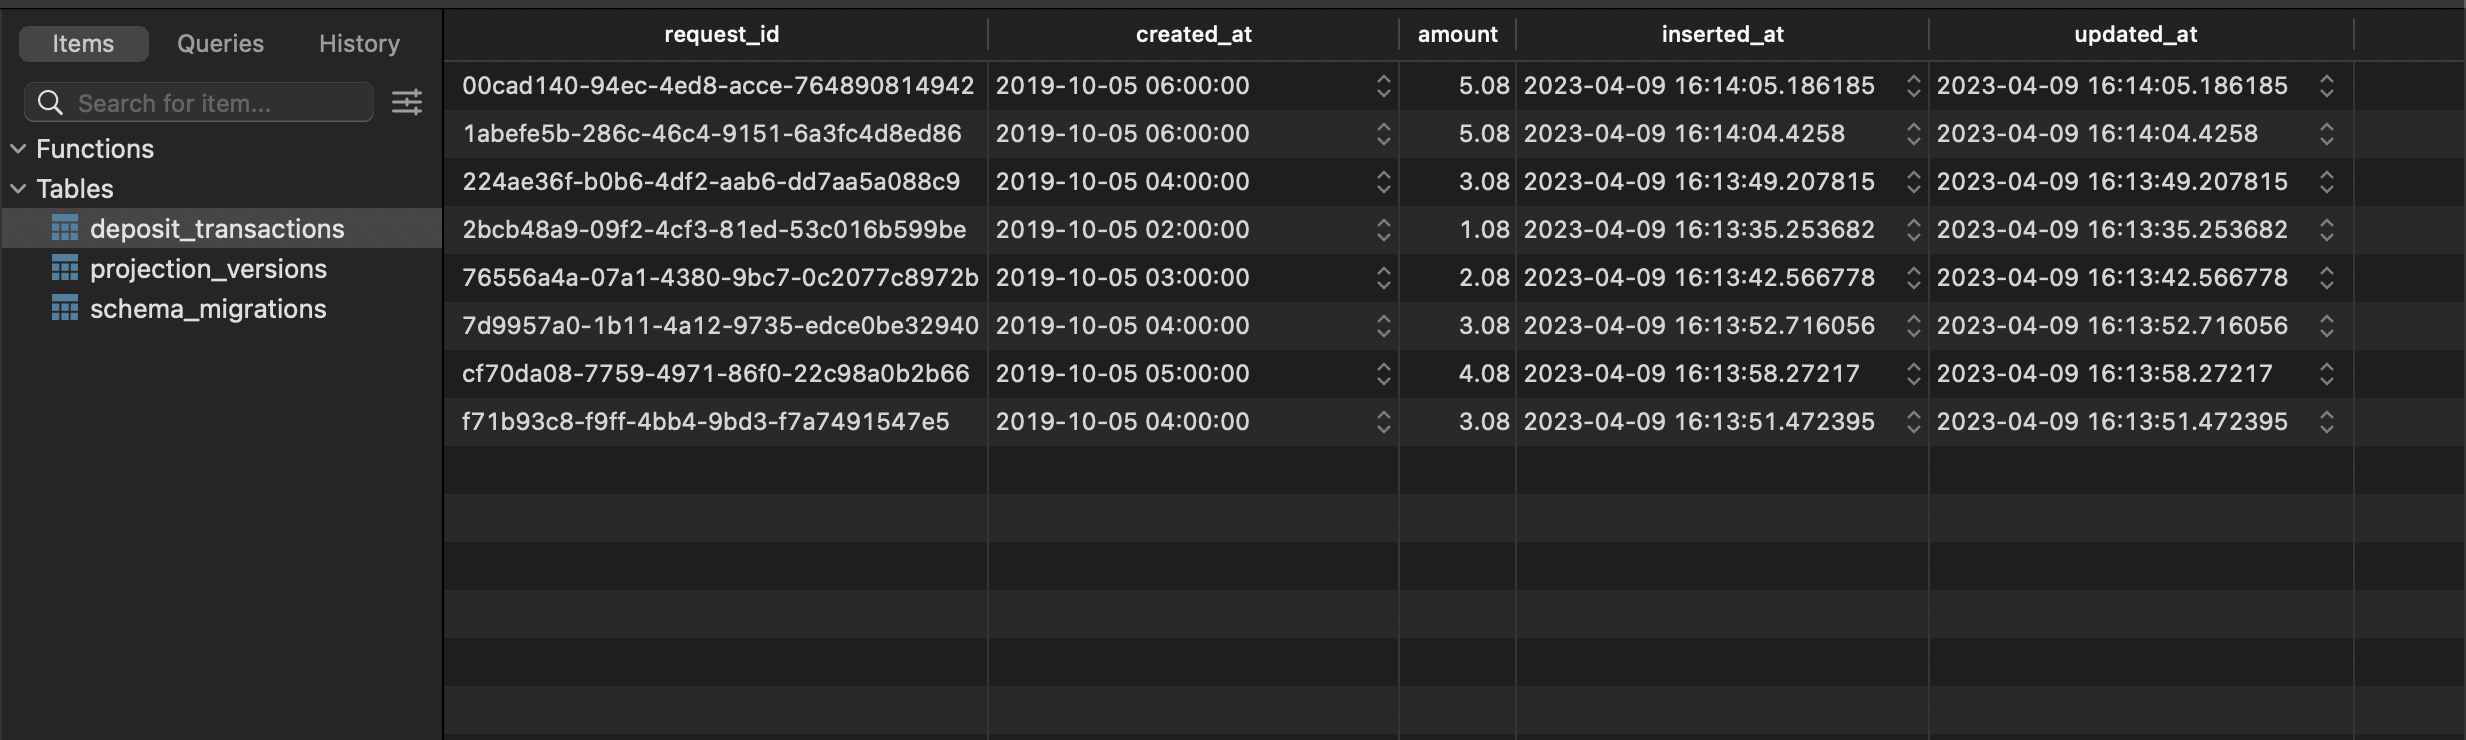 Items Queries History
Search for item...
Functions
Tables
deposit_transactions
projection_versions
schema_migrations
request_id created_at amount inserted_at updated_at
00cad140-94ec-4ed8-acce-764890814942 2019-10-05 06:00:00 5.08 2023-04-09 16:14:05.186185 2023-04-09 16:14:05.186185
1abefe5b-286c-46c4-9151-6a3fc4d8ed86 2019-10-05 06:00:00 5.08 2023-04-09 16:14:04.4258 2023-04-09 16:14:04.4258
224ae36f-b0b6-4df2-aab6-dd7aa5a088c9 2019-10-05 04:00:00 3.08 2023-04-09 16:13:49.207815 2023-04-09 16:13:49.207815
2bcb48a9-09f2-4cf3-81ed-53c016b599be 2019-10-05 02:00:00 1.08 2023-04-09 16:13:35.253682 2023-04-09 16:13:35.253682
76556a4a-07a1-4380-9bc7-0c2077c8972b 2019-10-05 03:00:00 2.08 2023-04-09 16:13:42.566778 2023-04-09 16:13:42.566778
7d9957a0-1b11-4a12-9735-edce0be32940 2019-10-05 04:00:00 3.08 2023-04-09 16:13:52.716056 2023-04-09 16:13:52.716056
cf70da08-7759-4971-86f0-22c98a0b2b66 2019-10-05 05:00:00 4.08 2023-04-09 16:13:58.27217 2023-04-09 16:13:58.27217
f71b93c8-f9ff-4bb4-9bd3-f7a7491547e5 2019-10-05 04:00:00 3.08 2023-04-09 16:13:51.472395 2023-04-09 16:13:51.472395